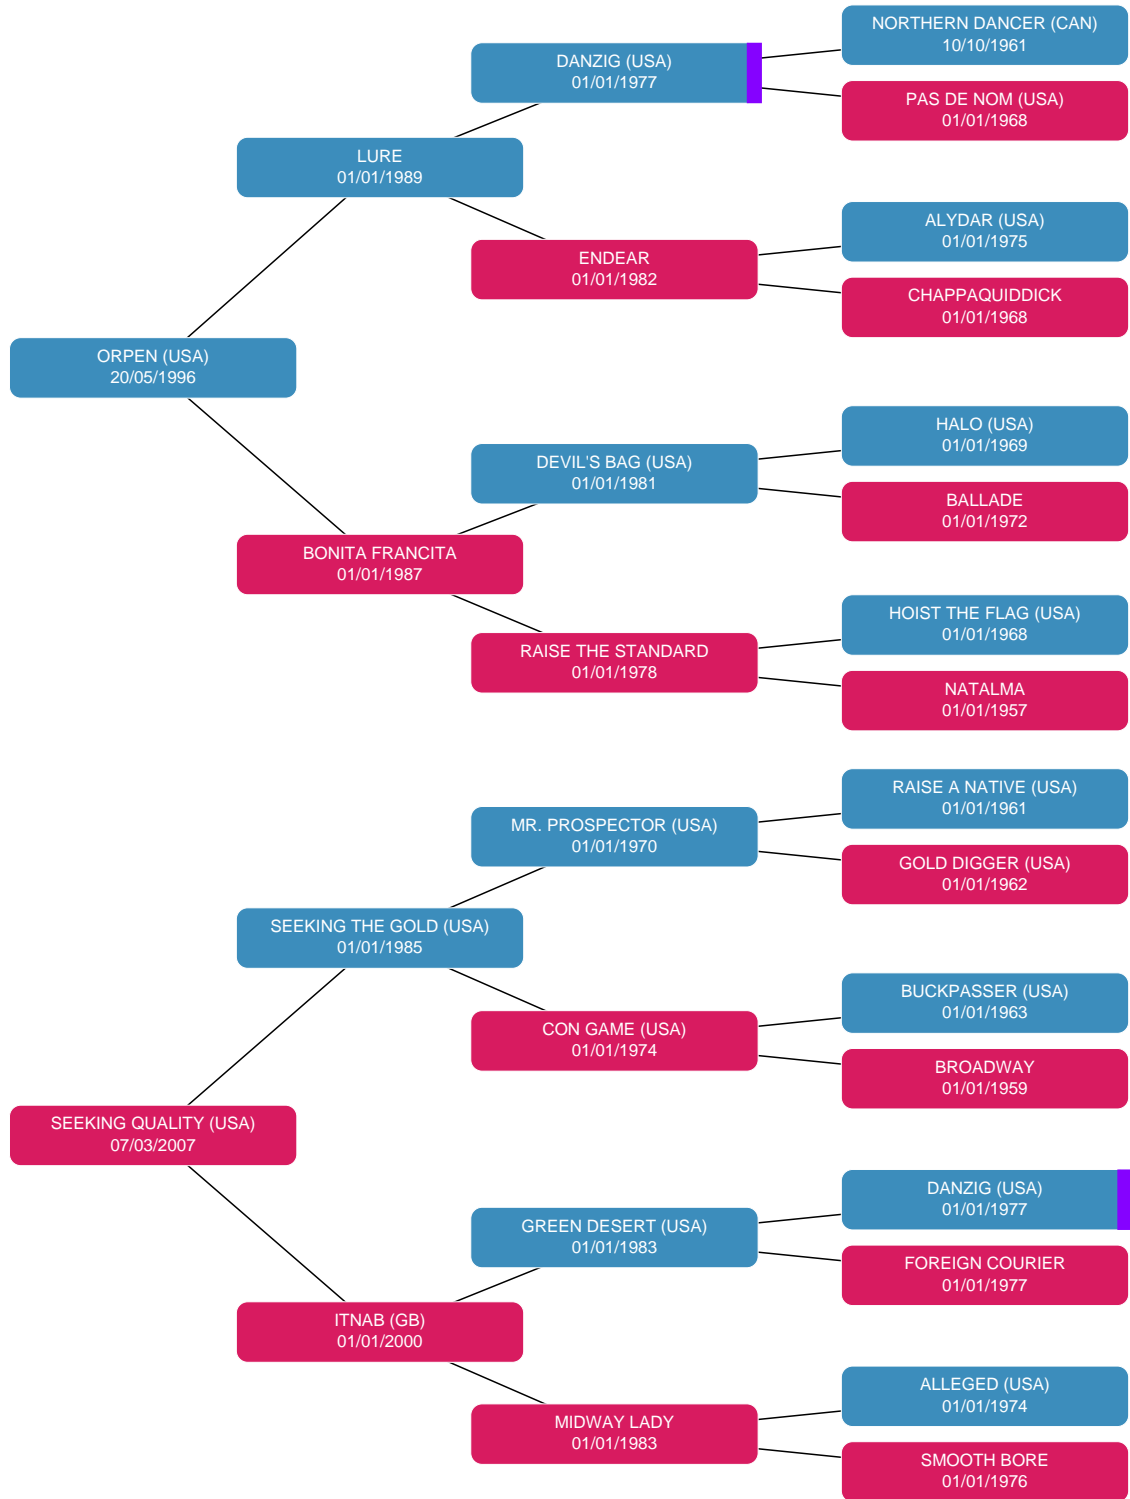 NORTHERN DANCER (CAN)
10/10/1961
DANZIG (USA)
01/01/1977
PAS DE NOM (USA)
01/01/1968
LURE
01/01/1989
ALYDAR (USA)
01/01/1975
ENDEAR
01/01/1982
CHAPPAQUIDDICK
01/01/1968
ORPEN (USA)
20/05/1996
HALO (USA)
01/01/1969
DEVIL'S BAG (USA)
01/01/1981
BALLADE
01/01/1972
BONITA FRANCITA
01/01/1987
HOIST THE FLAG (USA)
01/01/1968
RAISE THE STANDARD
01/01/1978
NATALMA
01/01/1957
RAISE A NATIVE (USA)
01/01/1961
MR. PROSPECTOR (USA)
01/01/1970
GOLD DIGGER (USA)
01/01/1962
SEEKING THE GOLD (USA)
01/01/1985
BUCKPASSER (USA)
01/01/1963
CON GAME (USA)
01/01/1974
BROADWAY
01/01/1959
SEEKING QUALITY (USA)
07/03/2007
DANZIG (USA)
01/01/1977
GREEN DESERT (USA)
01/01/1983
FOREIGN COURIER
01/01/1977
ITNAB (GB)
01/01/2000
ALLEGED (USA)
01/01/1974
MIDWAY LADY
01/01/1983
SMOOTH BORE
01/01/1976